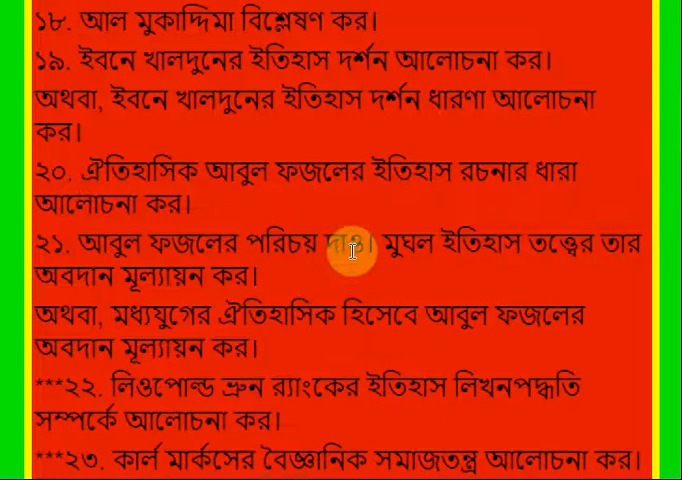 ১৮. আল মুকাদ্দিমা বিশ্লেষণ কর।
১৯. ইবনে খালদুনের ইতিহাস দর্শন আলোচনা কর।
অথবা, ইবনে খালদুনের ইতিহাস দর্শন ধারণা আলোচনা
কর।
২০. ঐতিহাসিক আবুল ফজলের ইতিহাস রচনার ধারা
আলোচনা কর।
২১. আবুল ফজলের পরিচয় দাও। মুঘল ইতিহাস তত্ত্বের তার
অবদান মূল্যায়ন কর।
অথবা, মধ্যযুগের ঐতিহাসিক হিসেবে আবুল ফজলের
অবদান মূল্যায়ন কর।
***২২. লিওপোল্ড ভ্রুন র‍্যাংকের ইতিহাস লিখনপদ্ধতি
সম্পর্কে আলোচনা কর।
***২৩. কার্ল মার্কসের বৈজ্ঞানিক সমাজতন্ত্র আলোচনা কর।